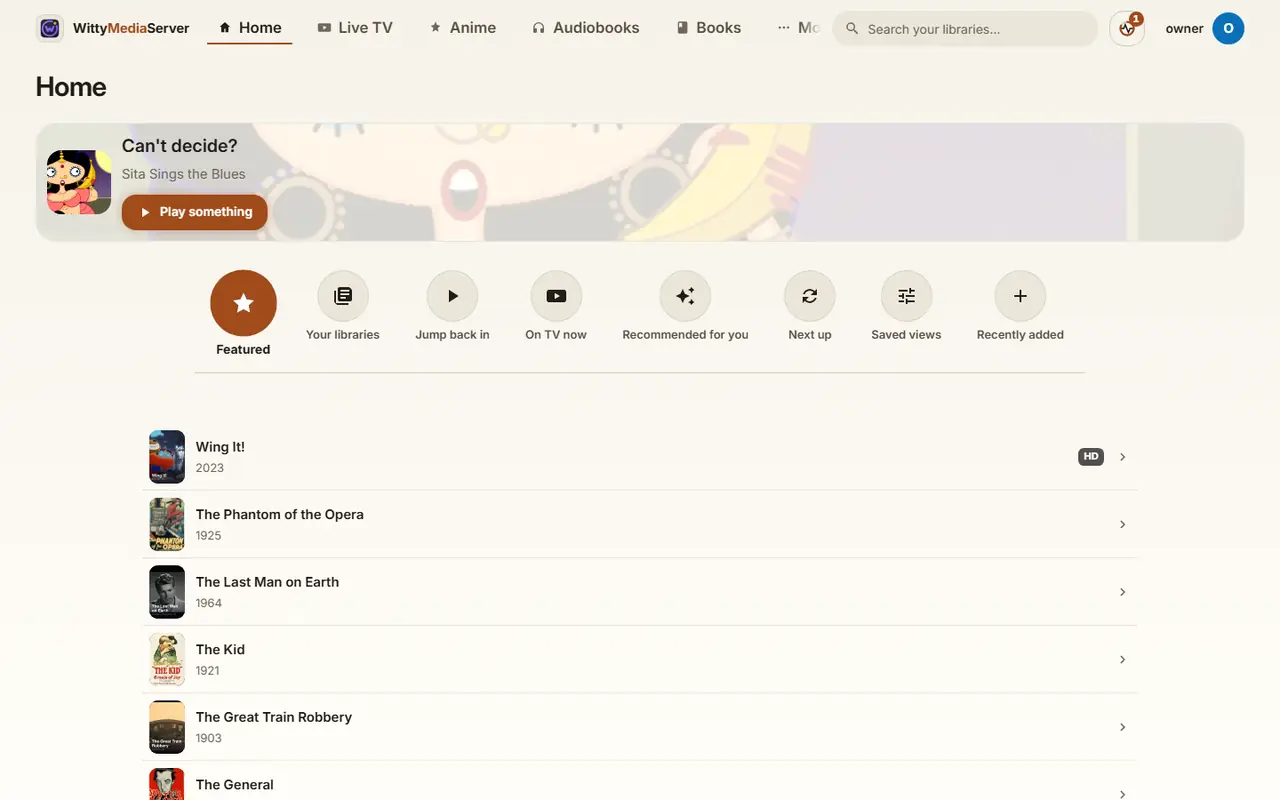 WittyMediaServer
Home
Live TV
Anime
Audiobooks
Books
Mo
Search your libraries...
1
owner
O
Home
Can't decide?
Sita Sings the Blues
Play something
Featured
Your libraries
Jump back in
On TV now
Recommended for you
Next up
Saved views
Recently added
Wing It!
2023
HD
The Phantom of the Opera
1925
The Last Man on Earth
1964
The Kid
1921
The Great Train Robbery
1903
The General